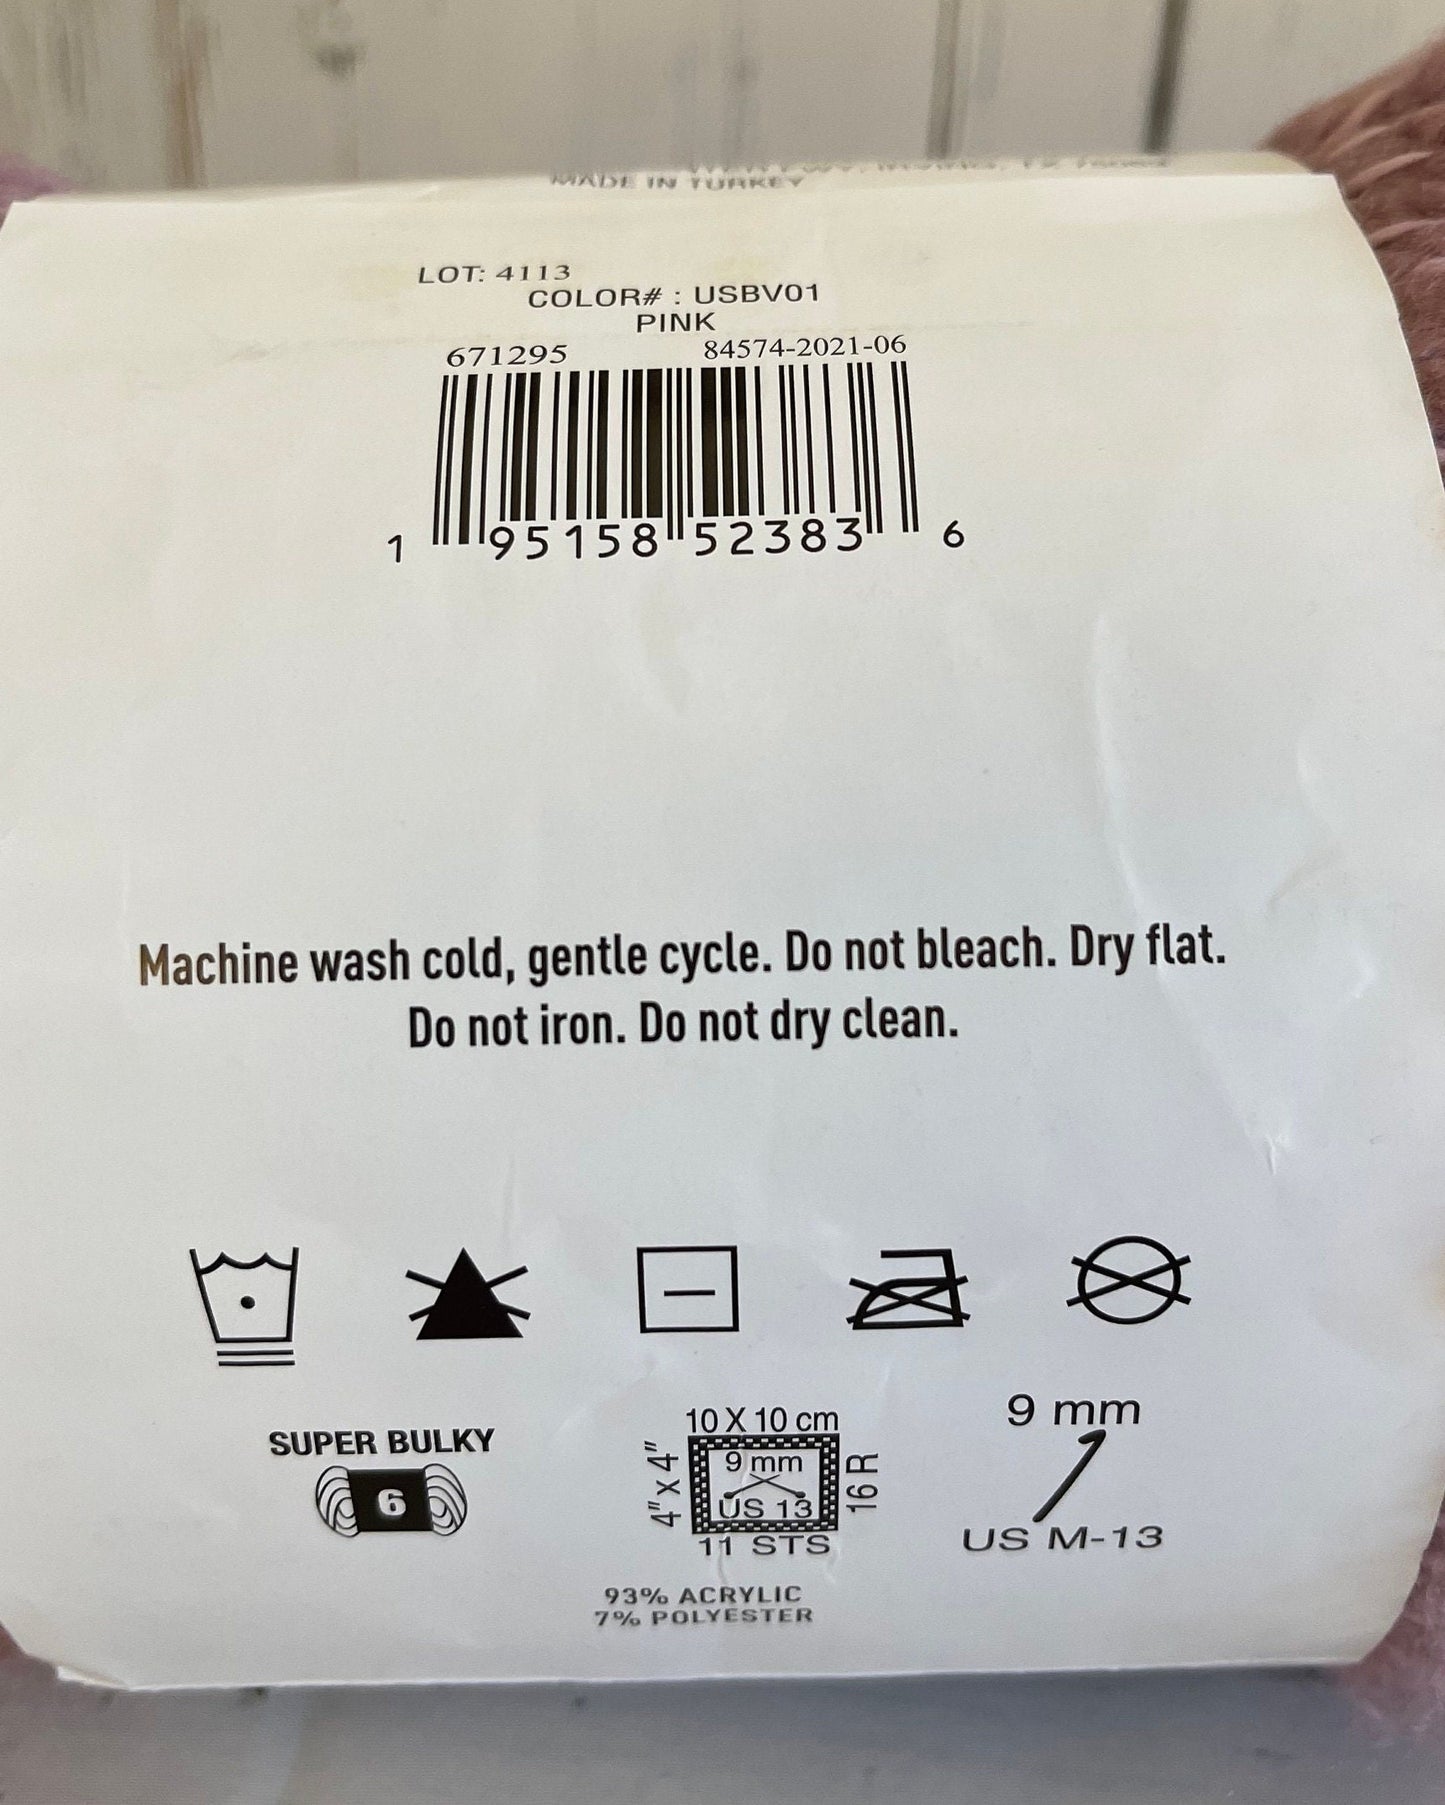 MADE IN TURKEY
LOT: 4113
COLOR# : USBV01
PINK
671295 84574-2021-06
1 95158 52383 6
Machine wash cold, gentle cycle. Do not bleach. Dry flat.
Do not iron. Do not dry clean.
SUPER BULKY
6
10 X 10 cm
4" x 4"
9 mm
US 13
16 R
11 STS
9 mm
US M-13
93% ACRYLIC
7% POLYESTER